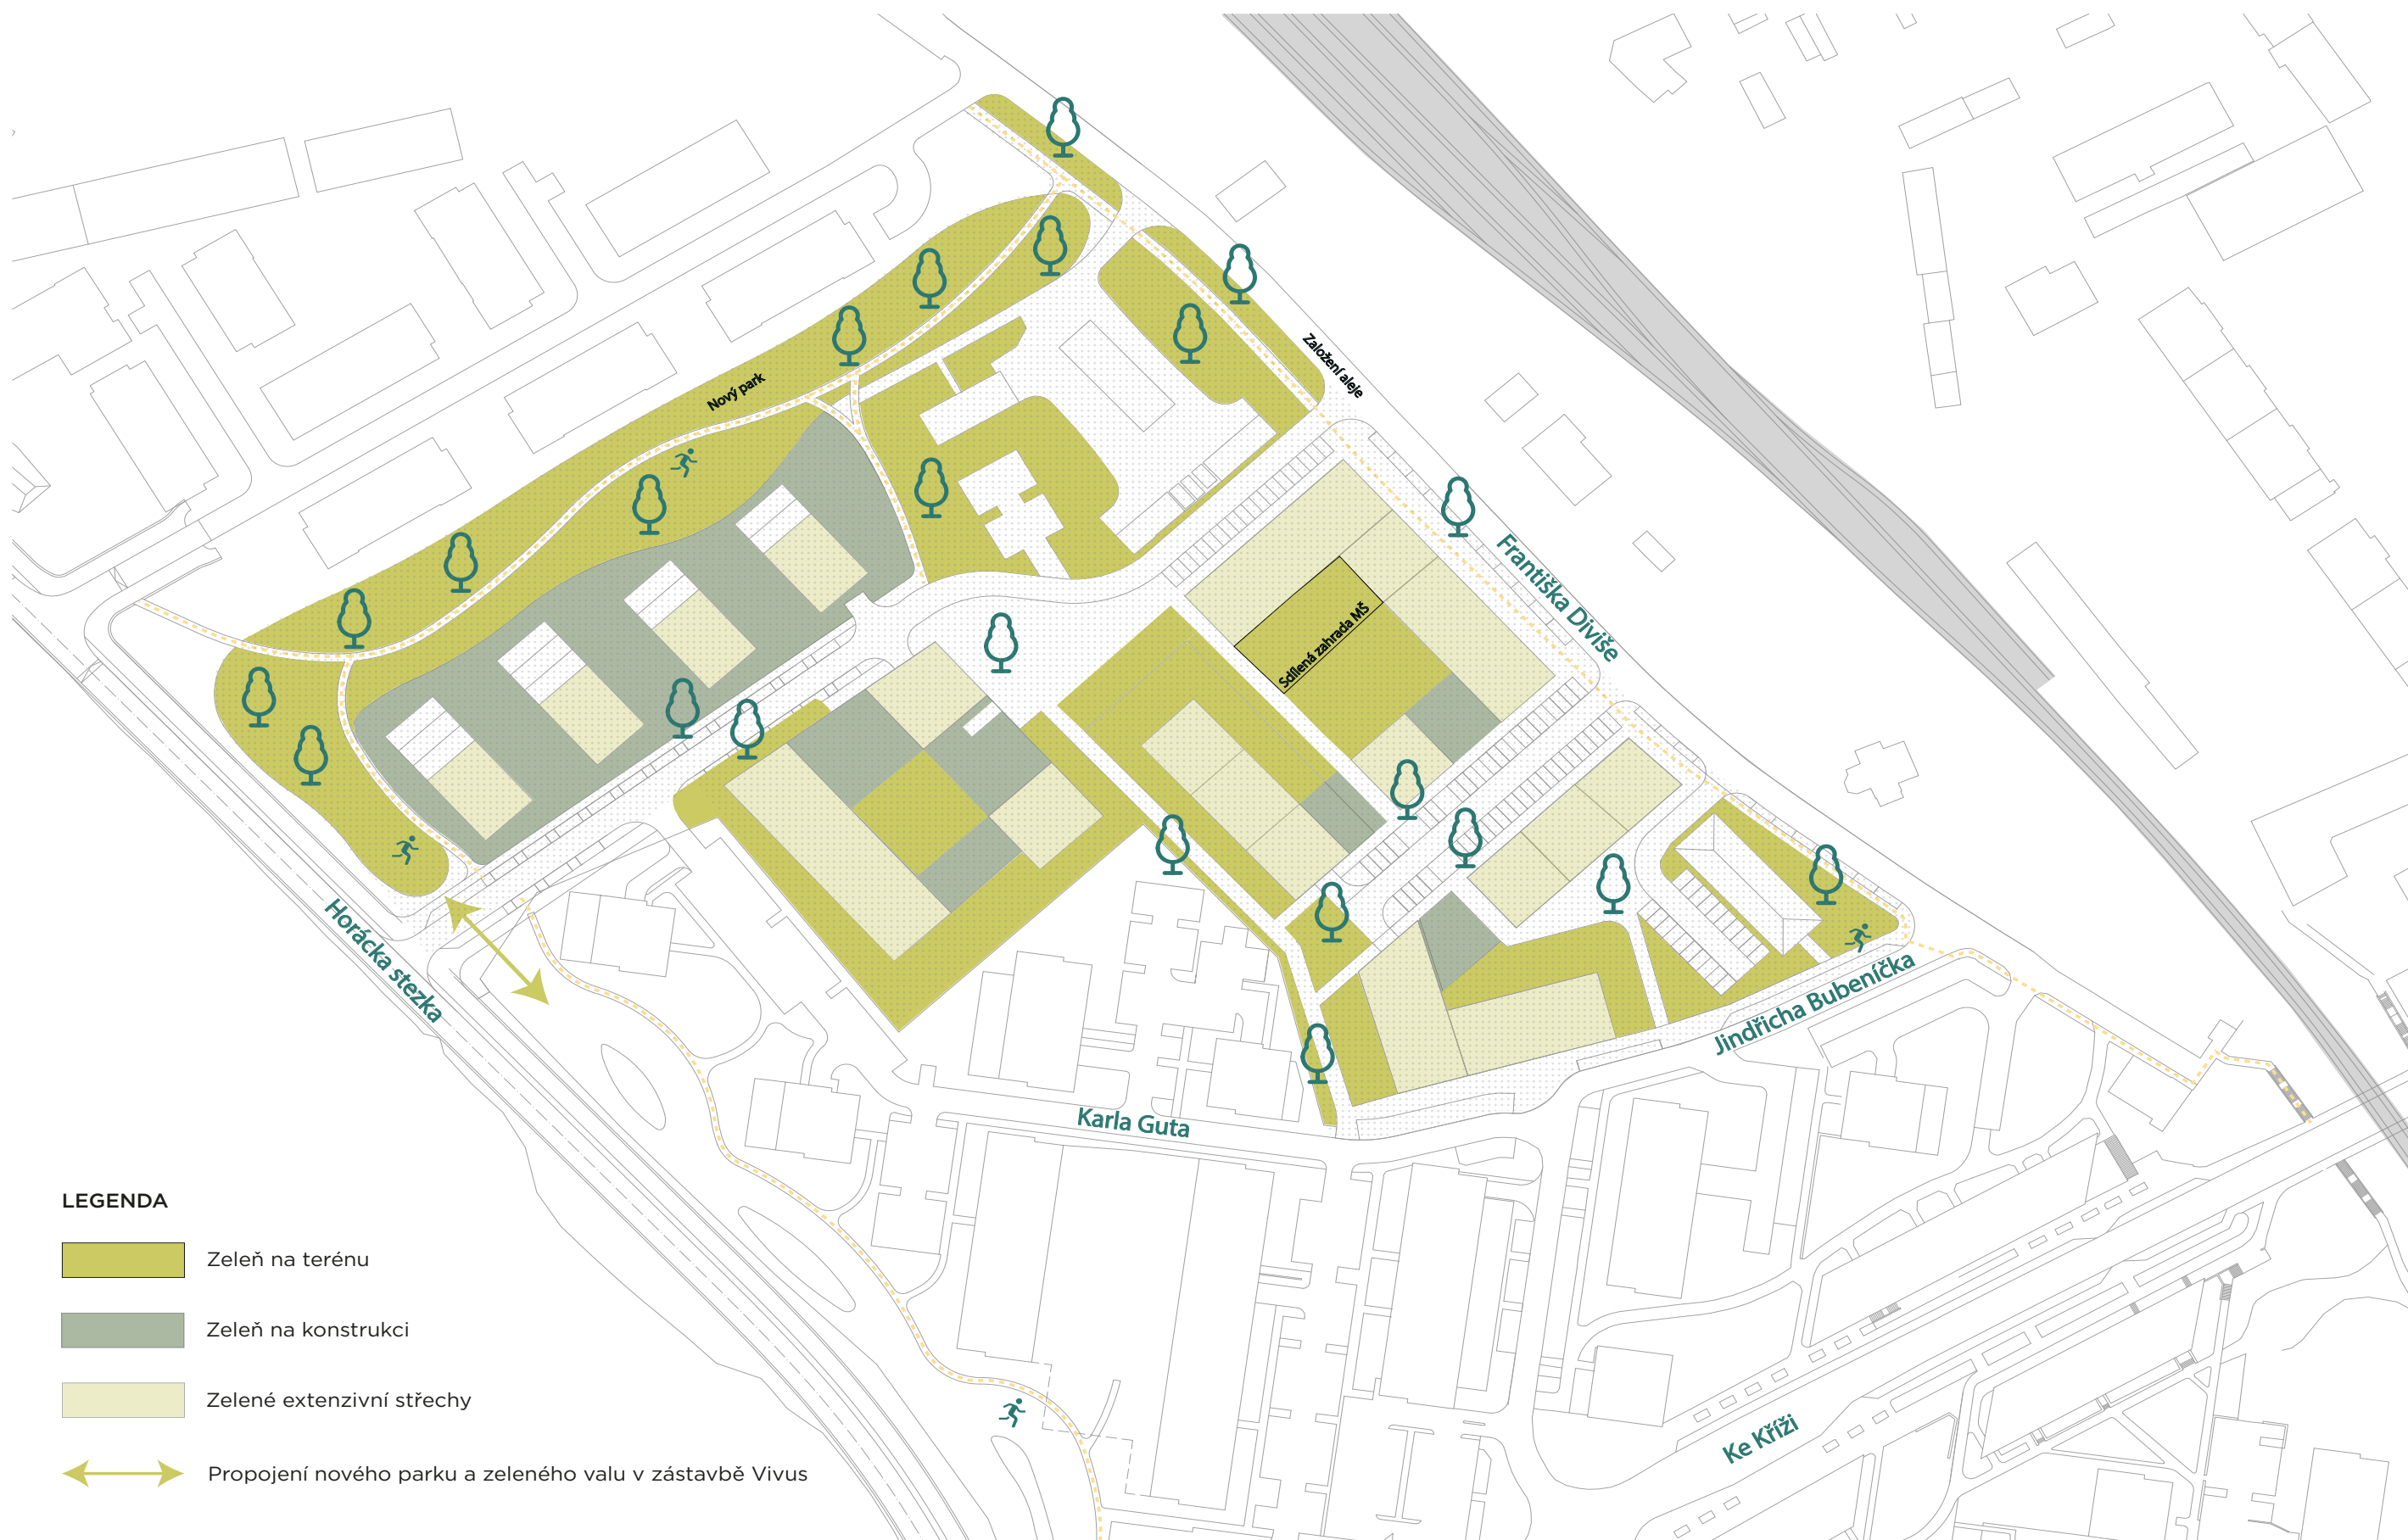 Nový park
Založení aleje
Sdílená zahrada MŠ
Františka Diviše
Horácka stezka
Jindřicha Bubeníčka
Karla Guta
Ke Kříži
LEGENDA
Zeleň na terénu
Zeleň na konstrukci
Zelené extenzivní střechy
Propojení nového parku a zeleného valu v zástavbě Vivus